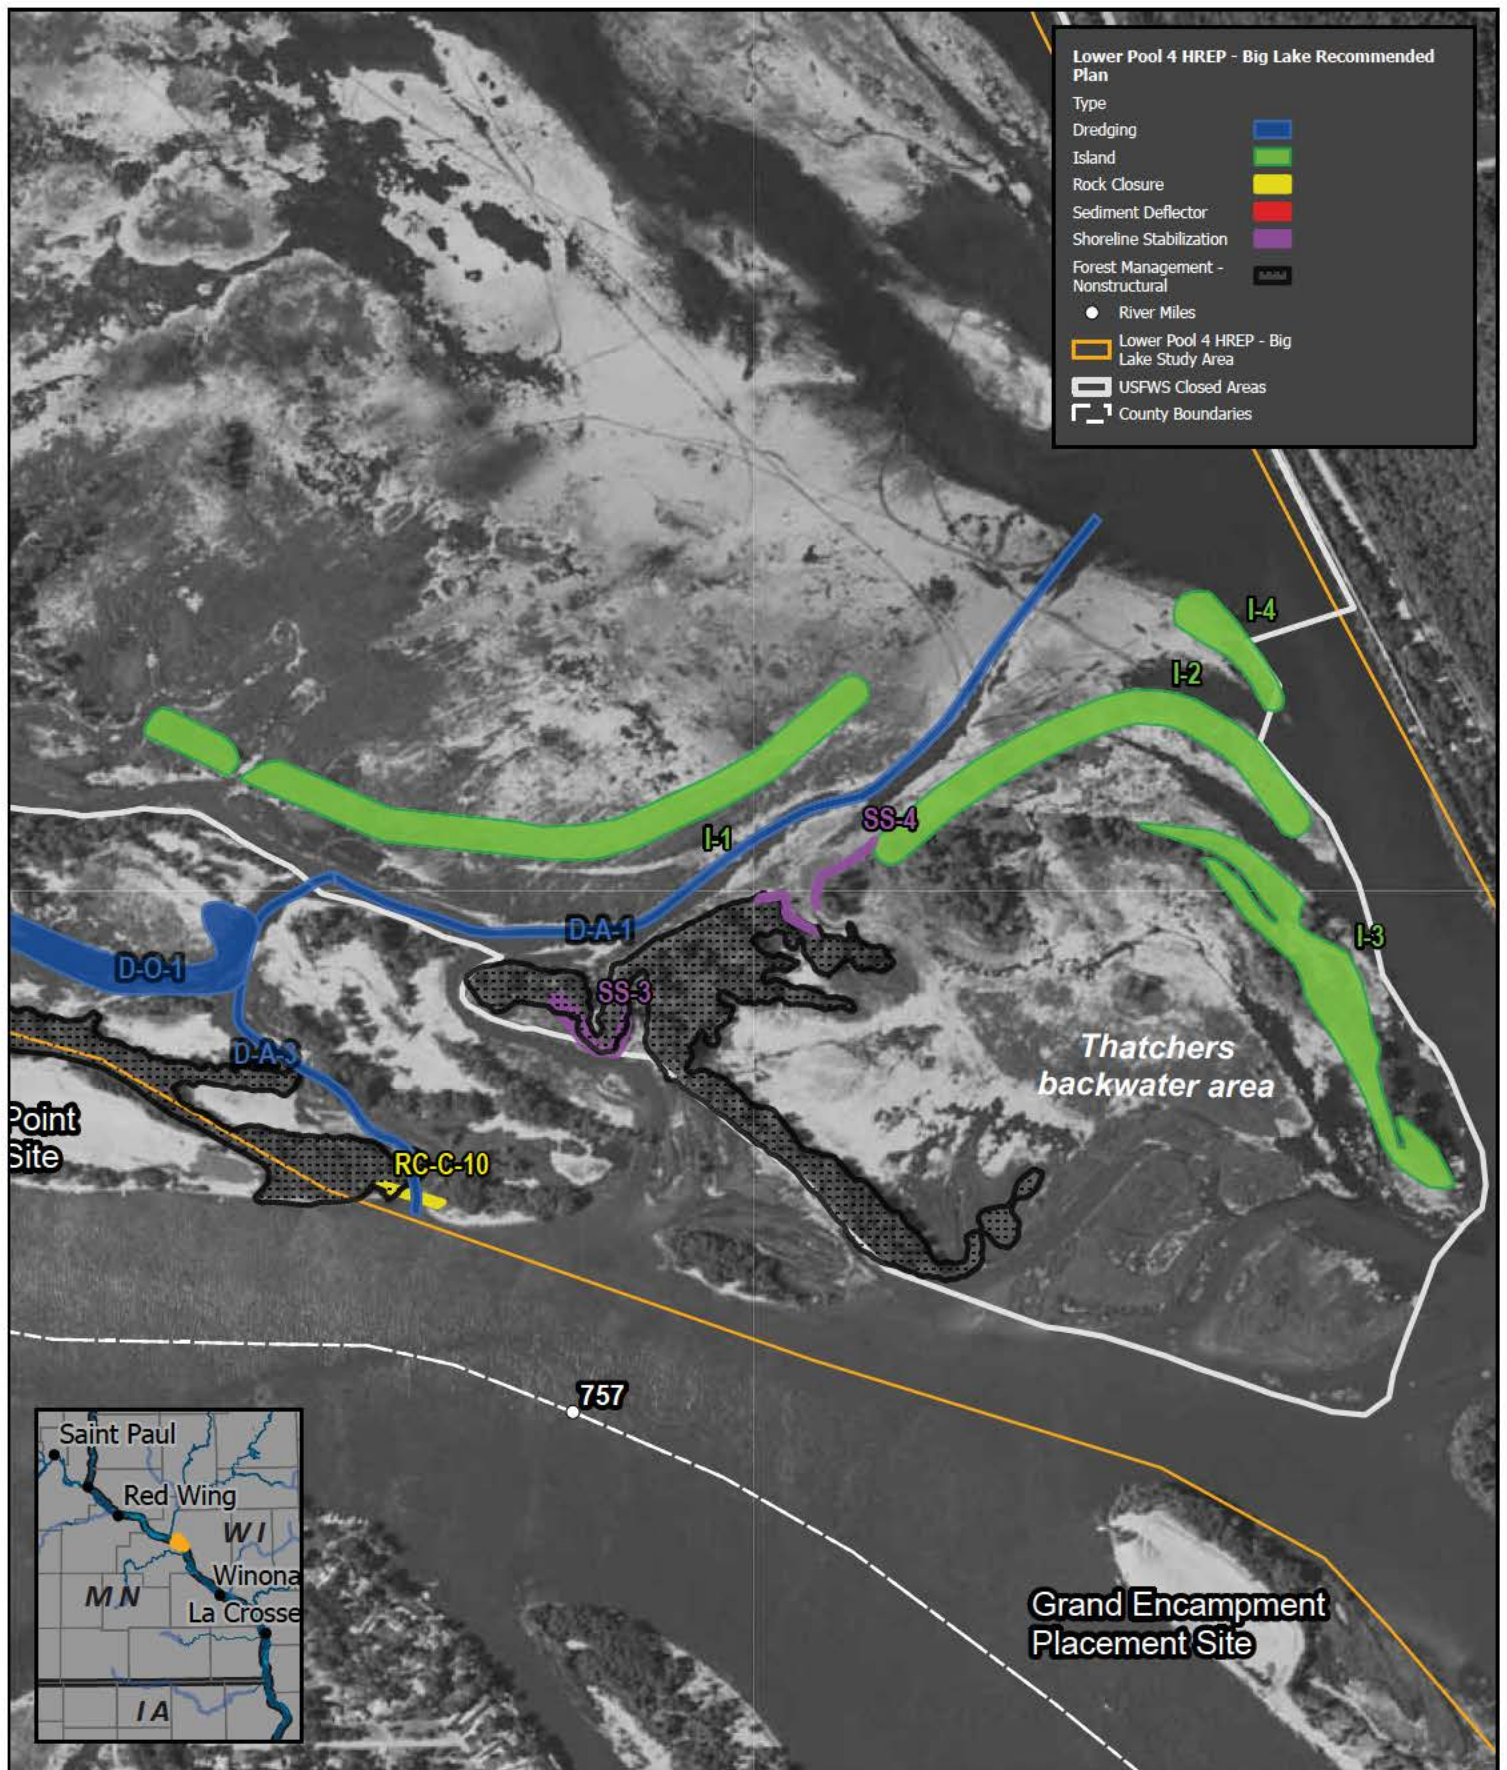 Lower Pool 4 HREP - Big Lake Recommended
Plan
Type
Dredging
Island
Rock Closure
Sediment Deflector
Shoreline Stabilization
Forest Management -
Nonstructural
River Miles
Lower Pool 4 HREP - Big
Lake Study Area
USFWS Closed Areas
County Boundaries
I-4
I-2
SS-4
I-1
D-A-1
I-3
D-O-1
SS-3
D-A-3
Thatchers
backwater area
Point
Site
RC-C-10
757
Saint Paul
Red Wing
WI
Winona
MN
La Crosse
IA
Grand Encampment
Placement Site